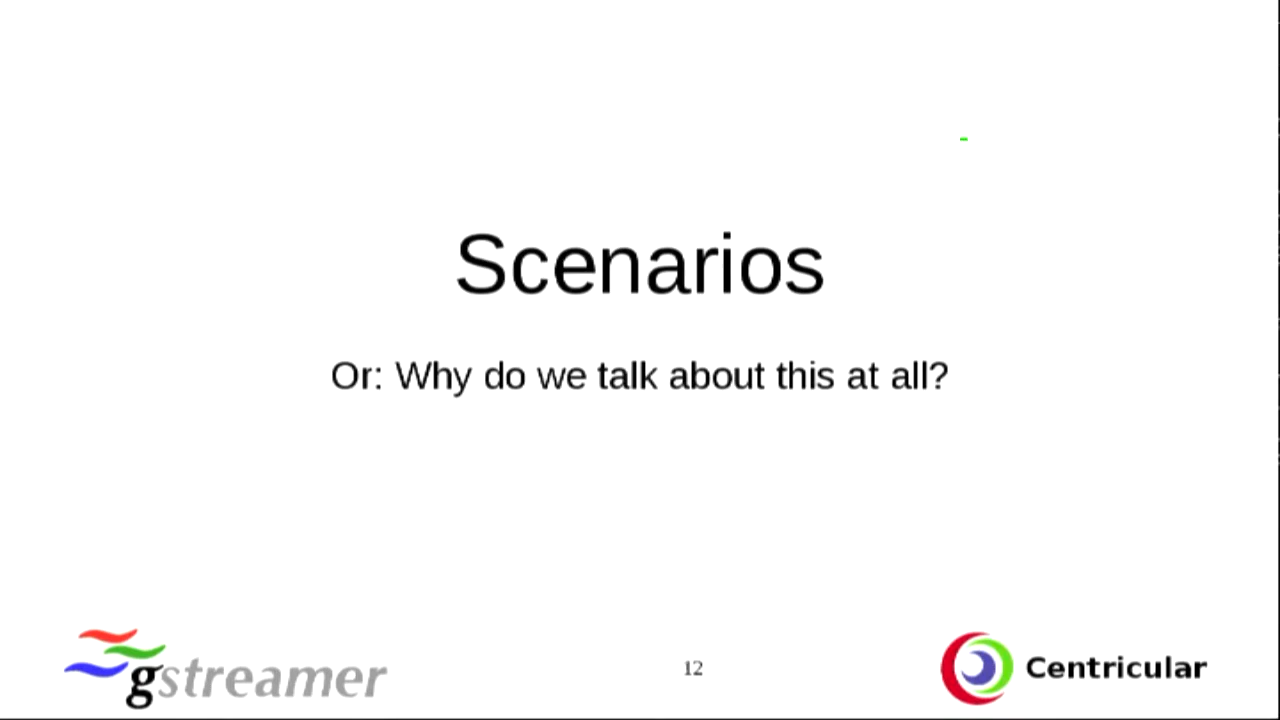 Scenarios
Or: Why do we talk about this at all?
gstreamer
12
Centricular